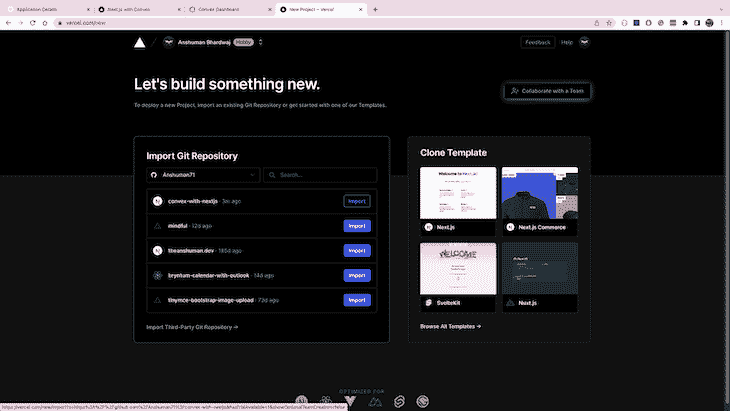 Application Details
Next.js with Convex
Convex Dashboard
New Project – Vercel
vercel.com/new
Anshuman Bhardwaj
Hobby
Feedback
Help
Let's build something new.
To deploy a new Project, import an existing Git Repository or get started with one of our Templates.
Collaborate with a Team
Import Git Repository
Anshuman71
Search...
convex-with-nextjs · 3m ago
Import
mindful · 12d ago
Import
theanshuman.dev
Import
bryntum-calendar-with-outlook · 14d ago
Import
tinymce-bootstrap-image-upload · 72d ago
Import
Import Third-Party Git Repository →
Clone Template
Welcome to Next.js!
Next.js
Next.js Commerce
WELCOME
SvelteKit
Nuxt.js
Browse All Templates →
OPTIMIZED FOR